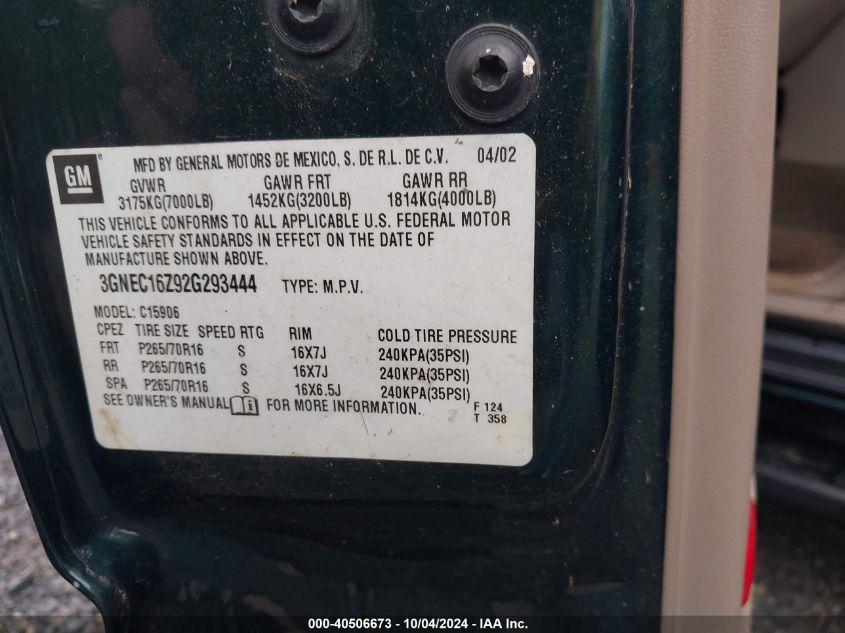 GM
MFD BY GENERAL MOTORS DE MEXICO, S. DE R.L. DE C.V. 04/02
GVWR GAWR FRT GAWR RR
3175KG(7000LB) 1452KG(3200LB) 1814KG(4000LB)
THIS VEHICLE CONFORMS TO ALL APPLICABLE U.S. FEDERAL MOTOR
VEHICLE SAFETY STANDARDS IN EFFECT ON THE DATE OF
MANUFACTURE SHOWN ABOVE.
3GNEC16Z92G293444 TYPE: M.P.V.
MODEL: C15906
CPEZ TIRE SIZE SPEED RTG RIM COLD TIRE PRESSURE
FRT P265/70R16 S 16X7J 240KPA(35PSI)
RR P265/70R16 S 16X7J 240KPA(35PSI)
SPA P265/70R16 S 16X6.5J 240KPA(35PSI)
SEE OWNER'S MANUAL FOR MORE INFORMATION. F 124
T 358
000-40506673 - 10/04/2024 - IAA Inc.